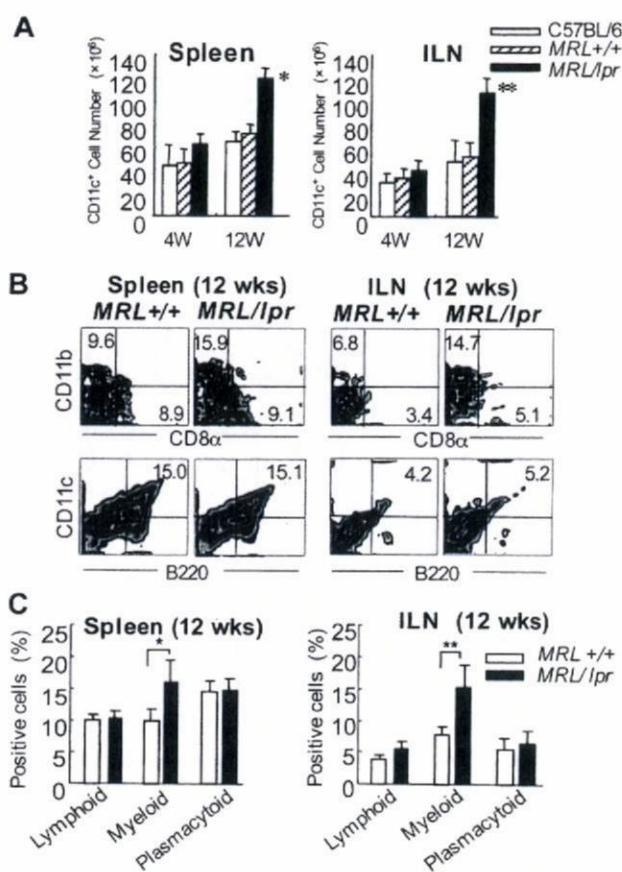 A
Spleen
ILN
C57BL/6
MRL+/+
MRL/lpr
CD11c+ Cell Number (×10⁶)
140
120
100
80
60
40
20
0
*
4W 12W
CD11c+ Cell Number (×10⁶)
140
120
100
80
60
40
20
0
**
4W 12W
B
Spleen (12 wks)
MRL+/+ MRL/lpr
ILN (12 wks)
MRL+/+ MRL/lpr
CD11b
9.6
8.9
15.9
9.1
6.8
3.4
14.7
5.1
CD8α
CD8α
CD11c
15.0
15.1
4.2
5.2
B220
B220
C
Spleen (12 wks)
ILN (12 wks)
MRL +/+
MRL/lpr
Positive cells (%)
25
20
15
10
5
0
*
Lymphoid
Myeloid
Plasmacytoid
Positive cells (%)
25
20
15
10
5
0
**
Lymphoid
Myeloid
Plasmacytoid